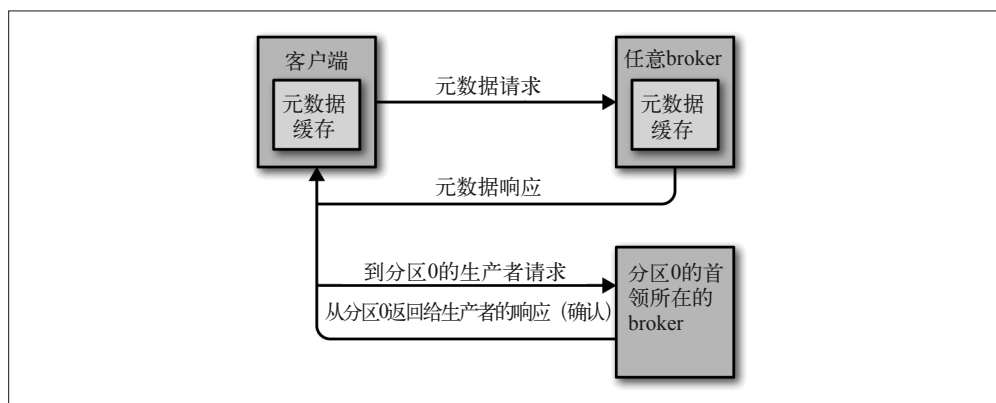 客户端
元数据
缓存
元数据请求
任意broker
元数据
缓存
元数据响应
到分区0的生产者请求
从分区0返回给生产者的响应（确认）
分区0的首
领所在的
broker